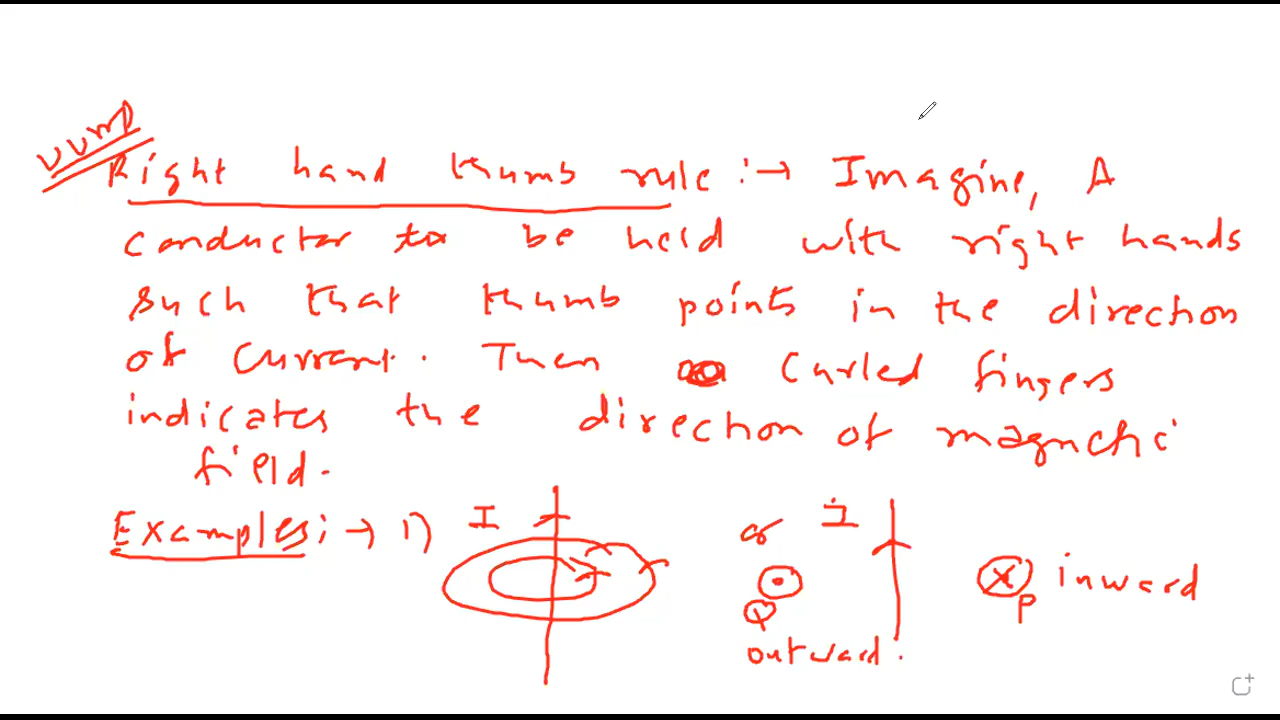 VVImp
Right hand thumb rule :→ Imagine, A
conductor to be held with right hands
such that thumb points in the direction
of current. Then curled fingers
indicates the direction of magnetic
field.
Examples: → 1) I or I
Q P inward
outward.